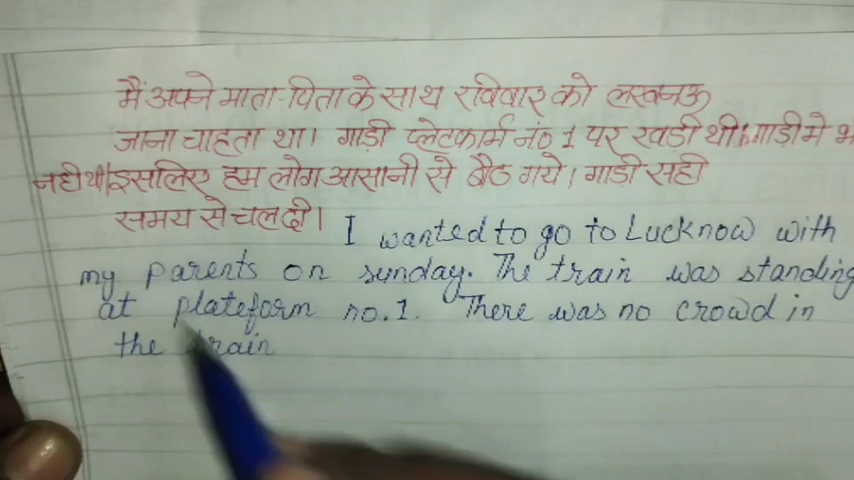 मैं अपने माता-पिता के साथ रविवार को लखनऊ
जाना चाहता था। गाड़ी प्लेटफार्म नं० 1 पर खडी थी। गाड़ी मे
नही थी। इसलिए हम लोग आसानी से बैठ गये। गाड़ी सही
समय से चल दी।
I wanted to go to Lucknow with
my parents on sunday. The train was standing
at plateform no.1. There was no crowd in
the train